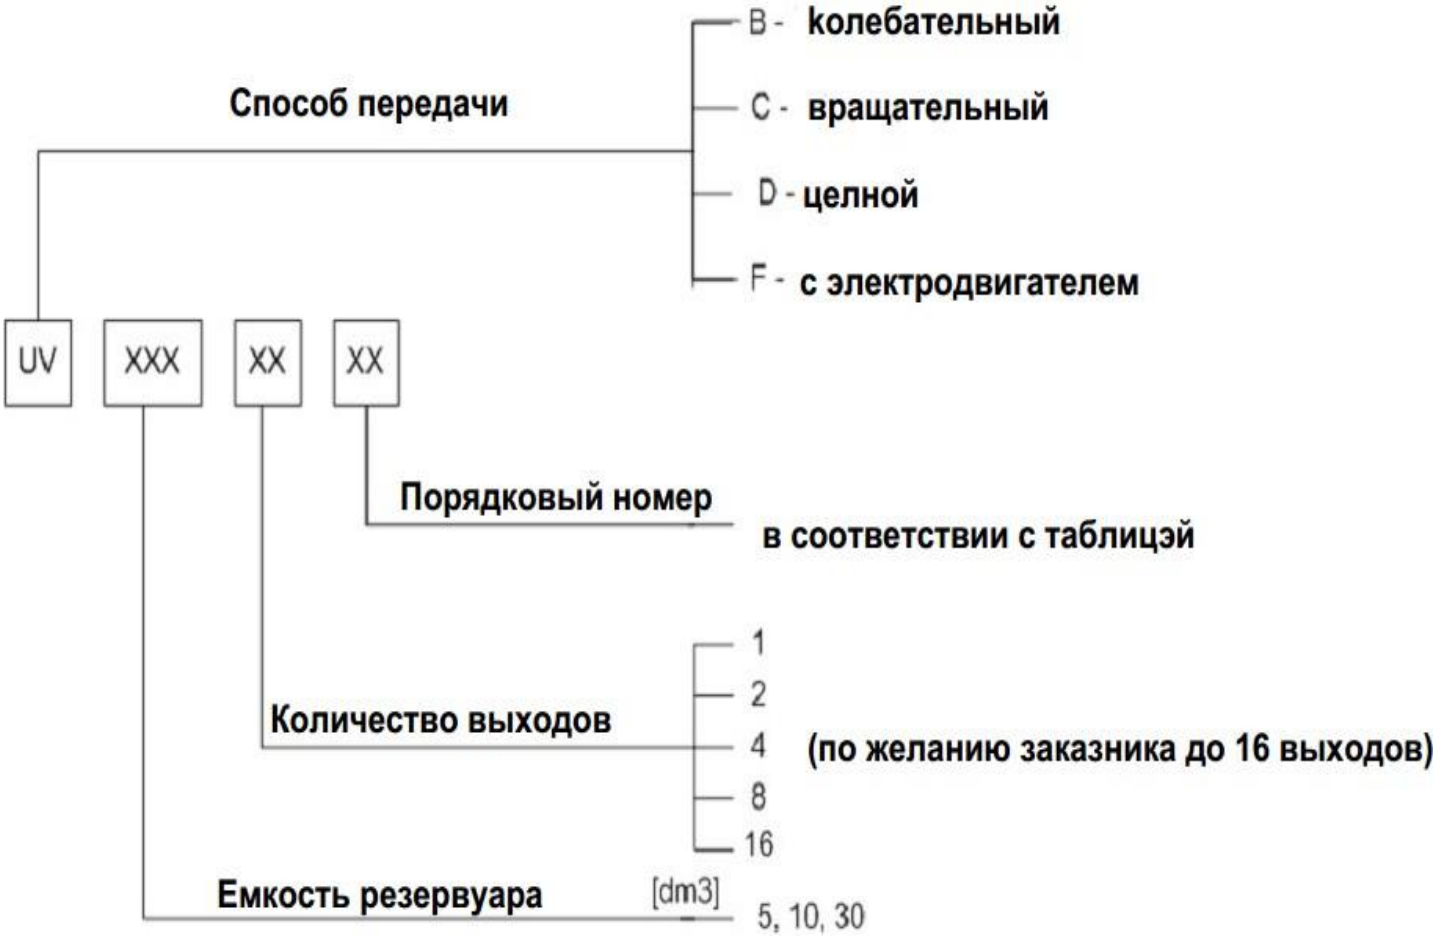 B - колебательный
Способ передачи
C - вращательный
D - целной
F - с электродвигателем
UV XXX XX XX
Порядковый номер
в соответствии с таблицэй
1
2
Количество выходов
4 (по желанию заказника до 16 выходов)
8
16
Емкость резервуара [dm3]
5, 10, 30